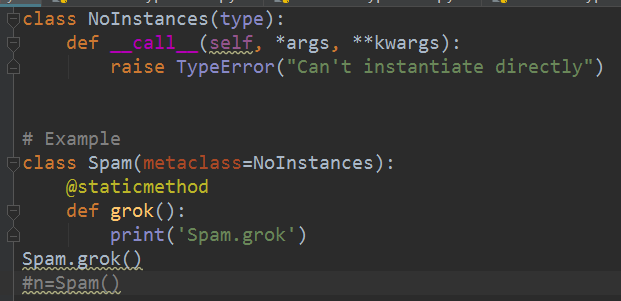 class NoInstances(type):
    def __call__(self, *args, **kwargs):
        raise TypeError("Can't instantiate directly")
# Example
class Spam(metaclass=NoInstances):
    @staticmethod
    def grok():
        print('Spam.grok')
Spam.grok()
#n=Spam()